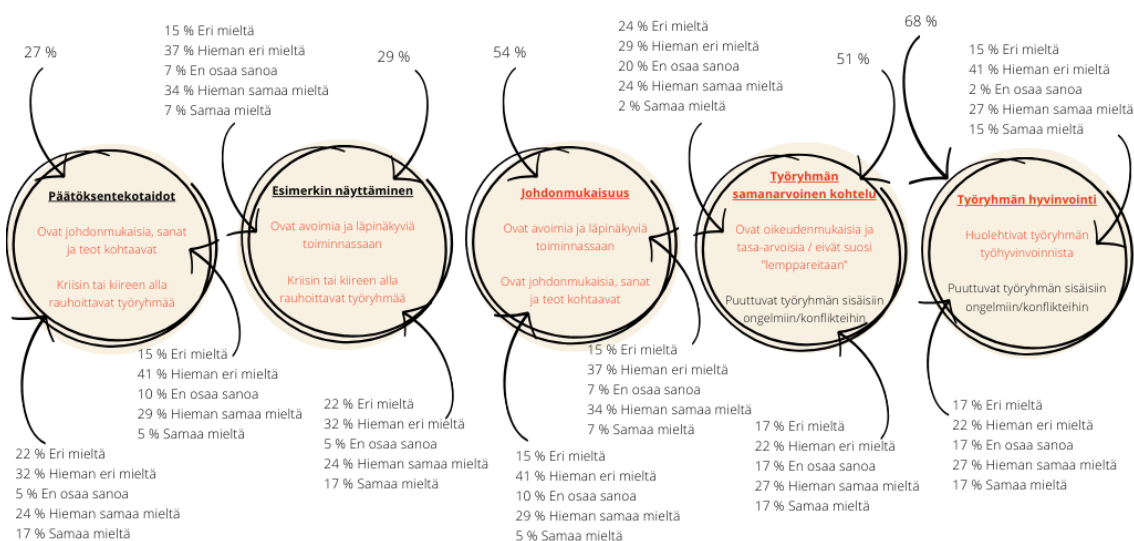 27 %
15 % Eri mieltä
37 % Hieman eri mieltä
7 % En osaa sanoa
34 % Hieman samaa mieltä
7 % Samaa mieltä
29 %
54 %
24 % Eri mieltä
29 % Hieman eri mieltä
20 % En osaa sanoa
24 % Hieman samaa mieltä
2 % Samaa mieltä
51 %
68 %
15 % Eri mieltä
41 % Hieman eri mieltä
2 % En osaa sanoa
27 % Hieman samaa mieltä
15 % Samaa mieltä
Päätöksentekotaidot
Ovat johdonmukaisia, sanat
ja teot kohtaavat
Kriisin tai kiireen alla
rauhoittavat työryhmää
Esimerkin näyttäminen
Ovat avoimia ja läpinäkyviä
toiminnassaan
Kriisin tai kiireen alla
rauhoittavat työryhmää
Johdonmukaisuus
Ovat avoimia ja läpinäkyviä
toiminnassaan
Ovat johdonmukaisia, sanat
ja teot kohtaavat
Työryhmän
samanarvoinen kohtelu
Ovat oikeudenmukaisia ja
tasa-arvoisia / eivät suosi
"lemppareitaan"
Puuttuvat työryhmän sisäisiin
ongelmiin/konflikteihin
Työryhmän hyvinvointi
Huolehtivat työryhmän
työhyvinvoinnista
Puuttuvat työryhmän sisäisiin
ongelmiin/konflikteihin
22 % Eri mieltä
32 % Hieman eri mieltä
5 % En osaa sanoa
24 % Hieman samaa mieltä
17 % Samaa mieltä
15 % Eri mieltä
41 % Hieman eri mieltä
10 % En osaa sanoa
29 % Hieman samaa mieltä
5 % Samaa mieltä
22 % Eri mieltä
32 % Hieman eri mieltä
5 % En osaa sanoa
24 % Hieman samaa mieltä
17 % Samaa mieltä
15 % Eri mieltä
41 % Hieman eri mieltä
10 % En osaa sanoa
29 % Hieman samaa mieltä
5 % Samaa mieltä
15 % Eri mieltä
37 % Hieman eri mieltä
7 % En osaa sanoa
34 % Hieman samaa mieltä
7 % Samaa mieltä
17 % Eri mieltä
22 % Hieman eri mieltä
17 % En osaa sanoa
27 % Hieman samaa mieltä
17 % Samaa mieltä
17 % Eri mieltä
22 % Hieman eri mieltä
17 % En osaa sanoa
27 % Hieman samaa mieltä
17 % Samaa mieltä